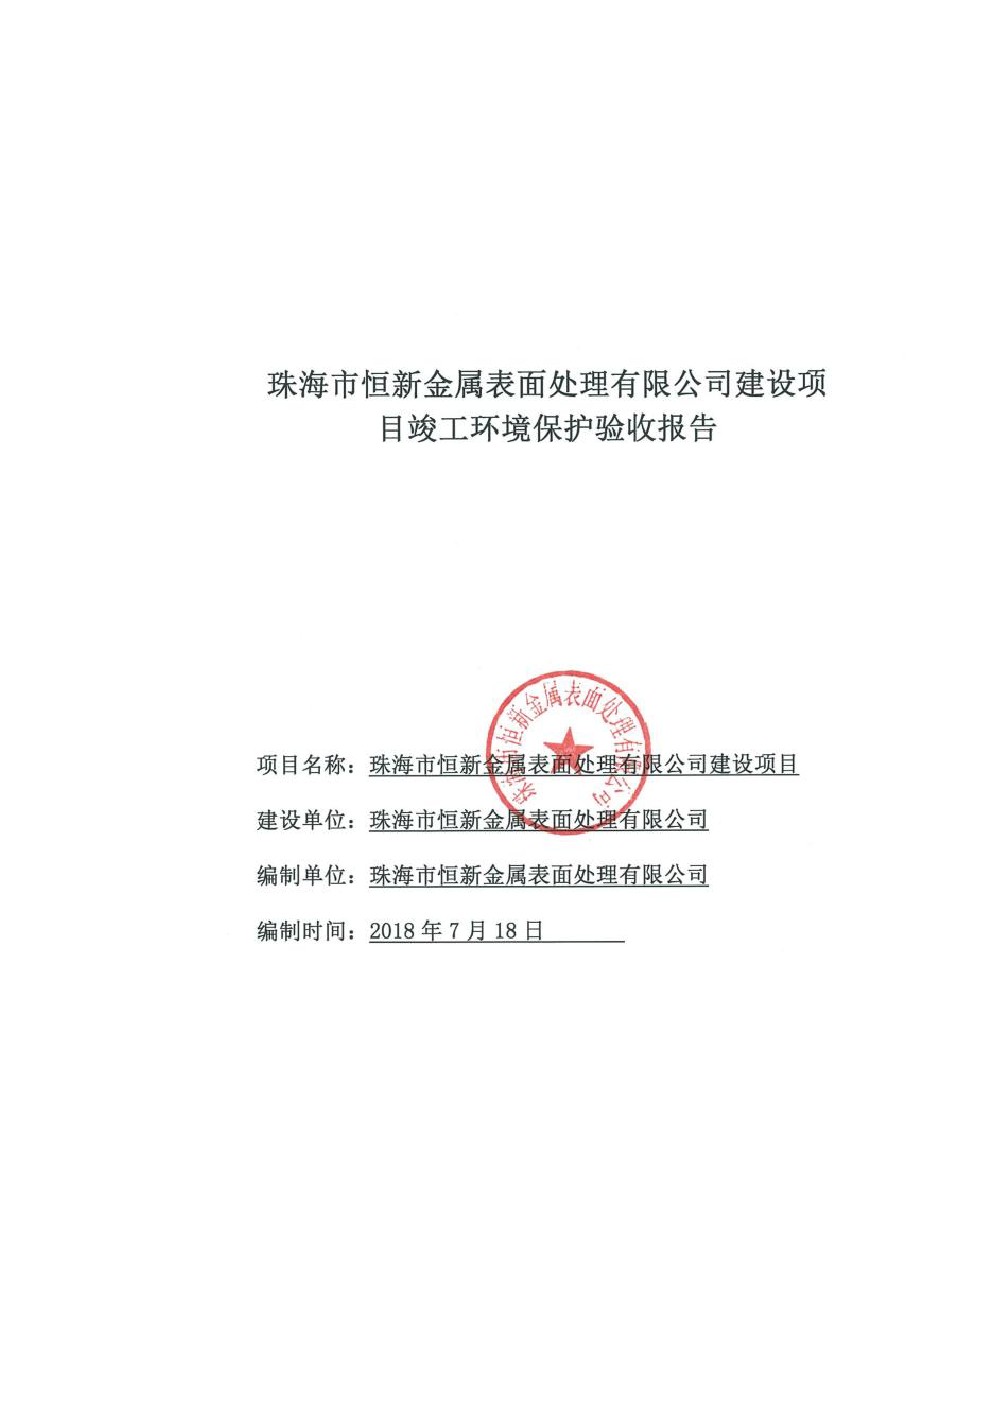 珠海市恒新金属表面处理有限公司建设项
目竣工环境保护验收报告
珠海市恒新金属表面处理有限公司
项目名称：珠海市恒新金属表面处理有限公司建设项目
建设单位：珠海市恒新金属表面处理有限公司
编制单位：珠海市恒新金属表面处理有限公司
编制时间：2018 年 7 月 18 日